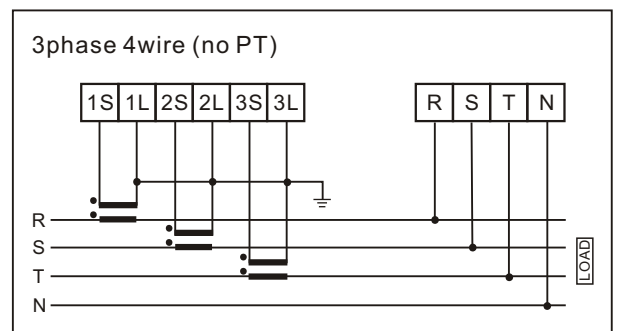 3phase 4wire (no PT)
1S 1L 2S 2L 3S 3L
R S T N
R
S
T
N
LOAD